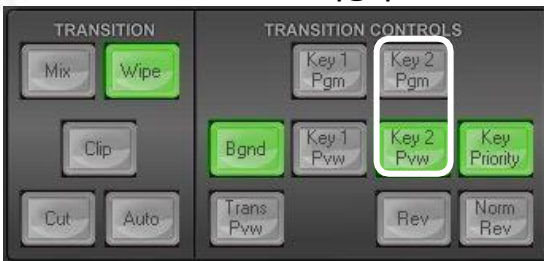 TRANSITION
Mix
Wipe
Clip
Cut
Auto
TRANSITION CONTROLS
Key 1
Pgm
Key 2
Pgm
Bgnd
Key 1
Pvw
Key 2
Pvw
Key
Priority
Trans
Pvw
Rev
Norm
Rev